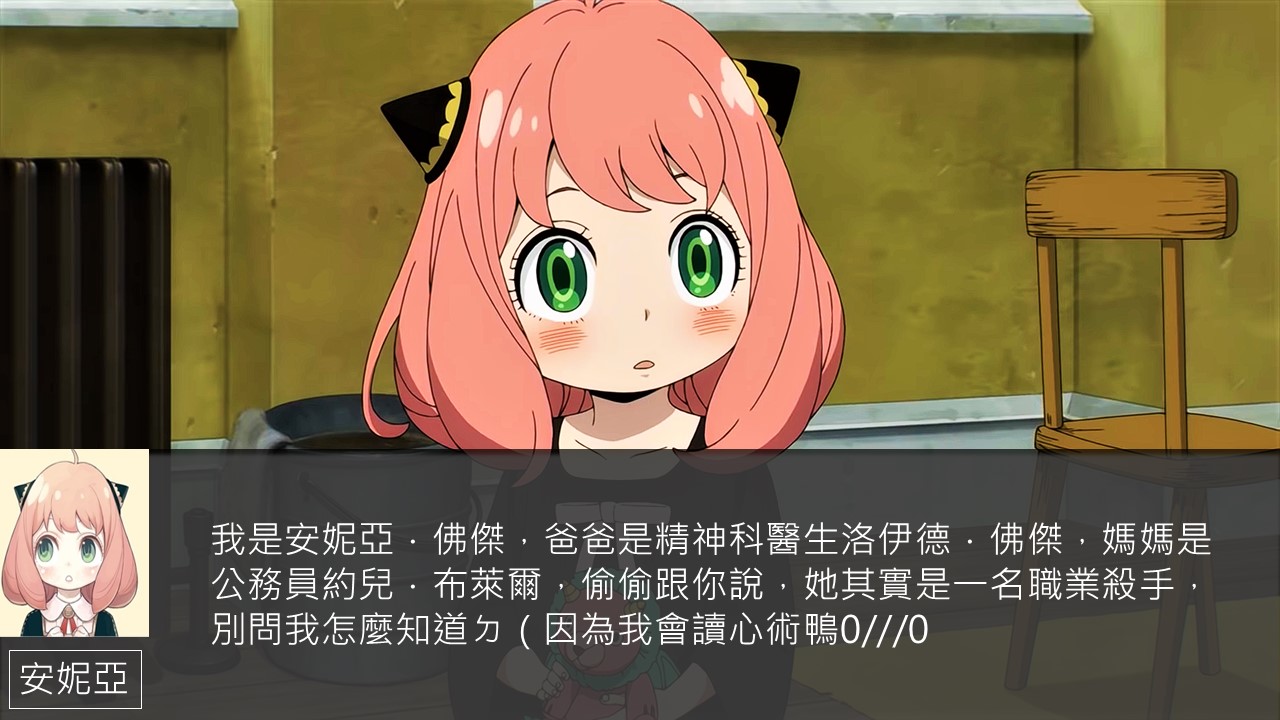 我是安妮亞．佛傑，爸爸是精神科醫生洛伊德．佛傑，媽媽是
公務員約兒．布萊爾，偷偷跟你說，她其實是一名職業殺手，
別問我怎麼知道ㄉ（因為我會讀心術鴨0///0
安妮亞